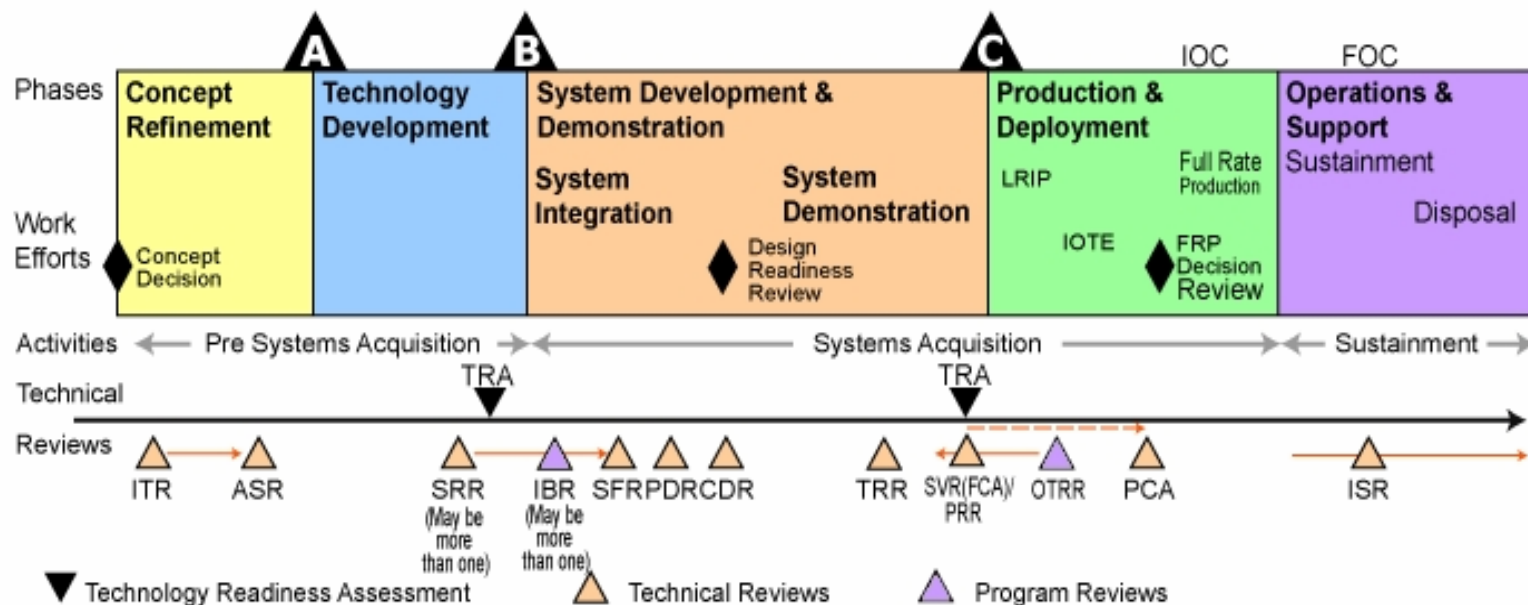 A
B
C
IOC
FOC
Phases
Concept
Refinement
Technology
Development
System Development &
Demonstration
Production &
Deployment
Operations &
Support
System
Integration
System
Demonstration
LRIP
Full Rate
Production
Sustainment
Disposal
Work
Efforts
Concept
Decision
Design
Readiness
Review
IOTE
FRP
Decision
Review
Activities
Pre Systems Acquisition
Systems Acquisition
Sustainment
TRA
TRA
Technical
Reviews
ITR
ASR
SRR
(May be
more
than one)
IBR
(May be
more
than one)
SFR
PDR
CDR
TRR
SVR(FCA)/
PRR
OTRR
PCA
ISR
Technology Readiness Assessment
Technical Reviews
Program Reviews